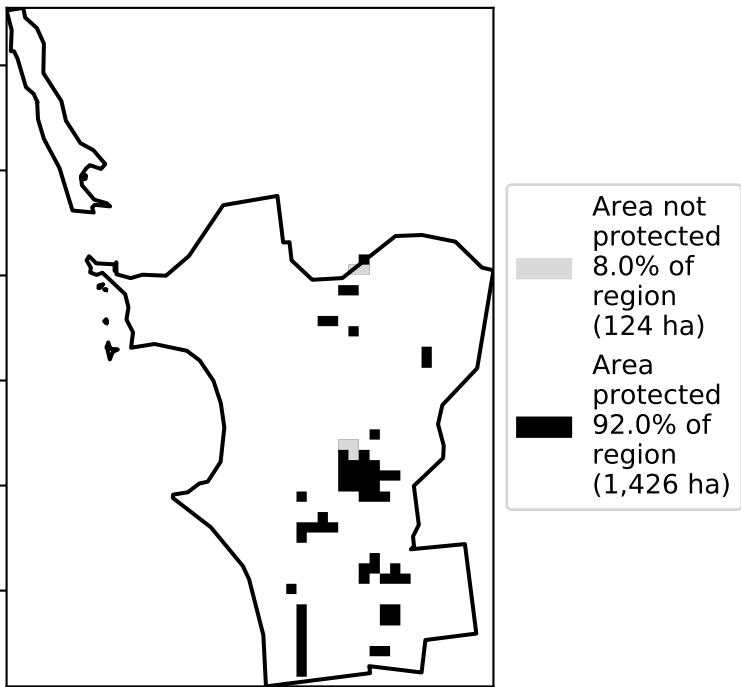 Area not
protected
8.0% of
region
(124 ha)
Area
protected
92.0% of
region
(1,426 ha)